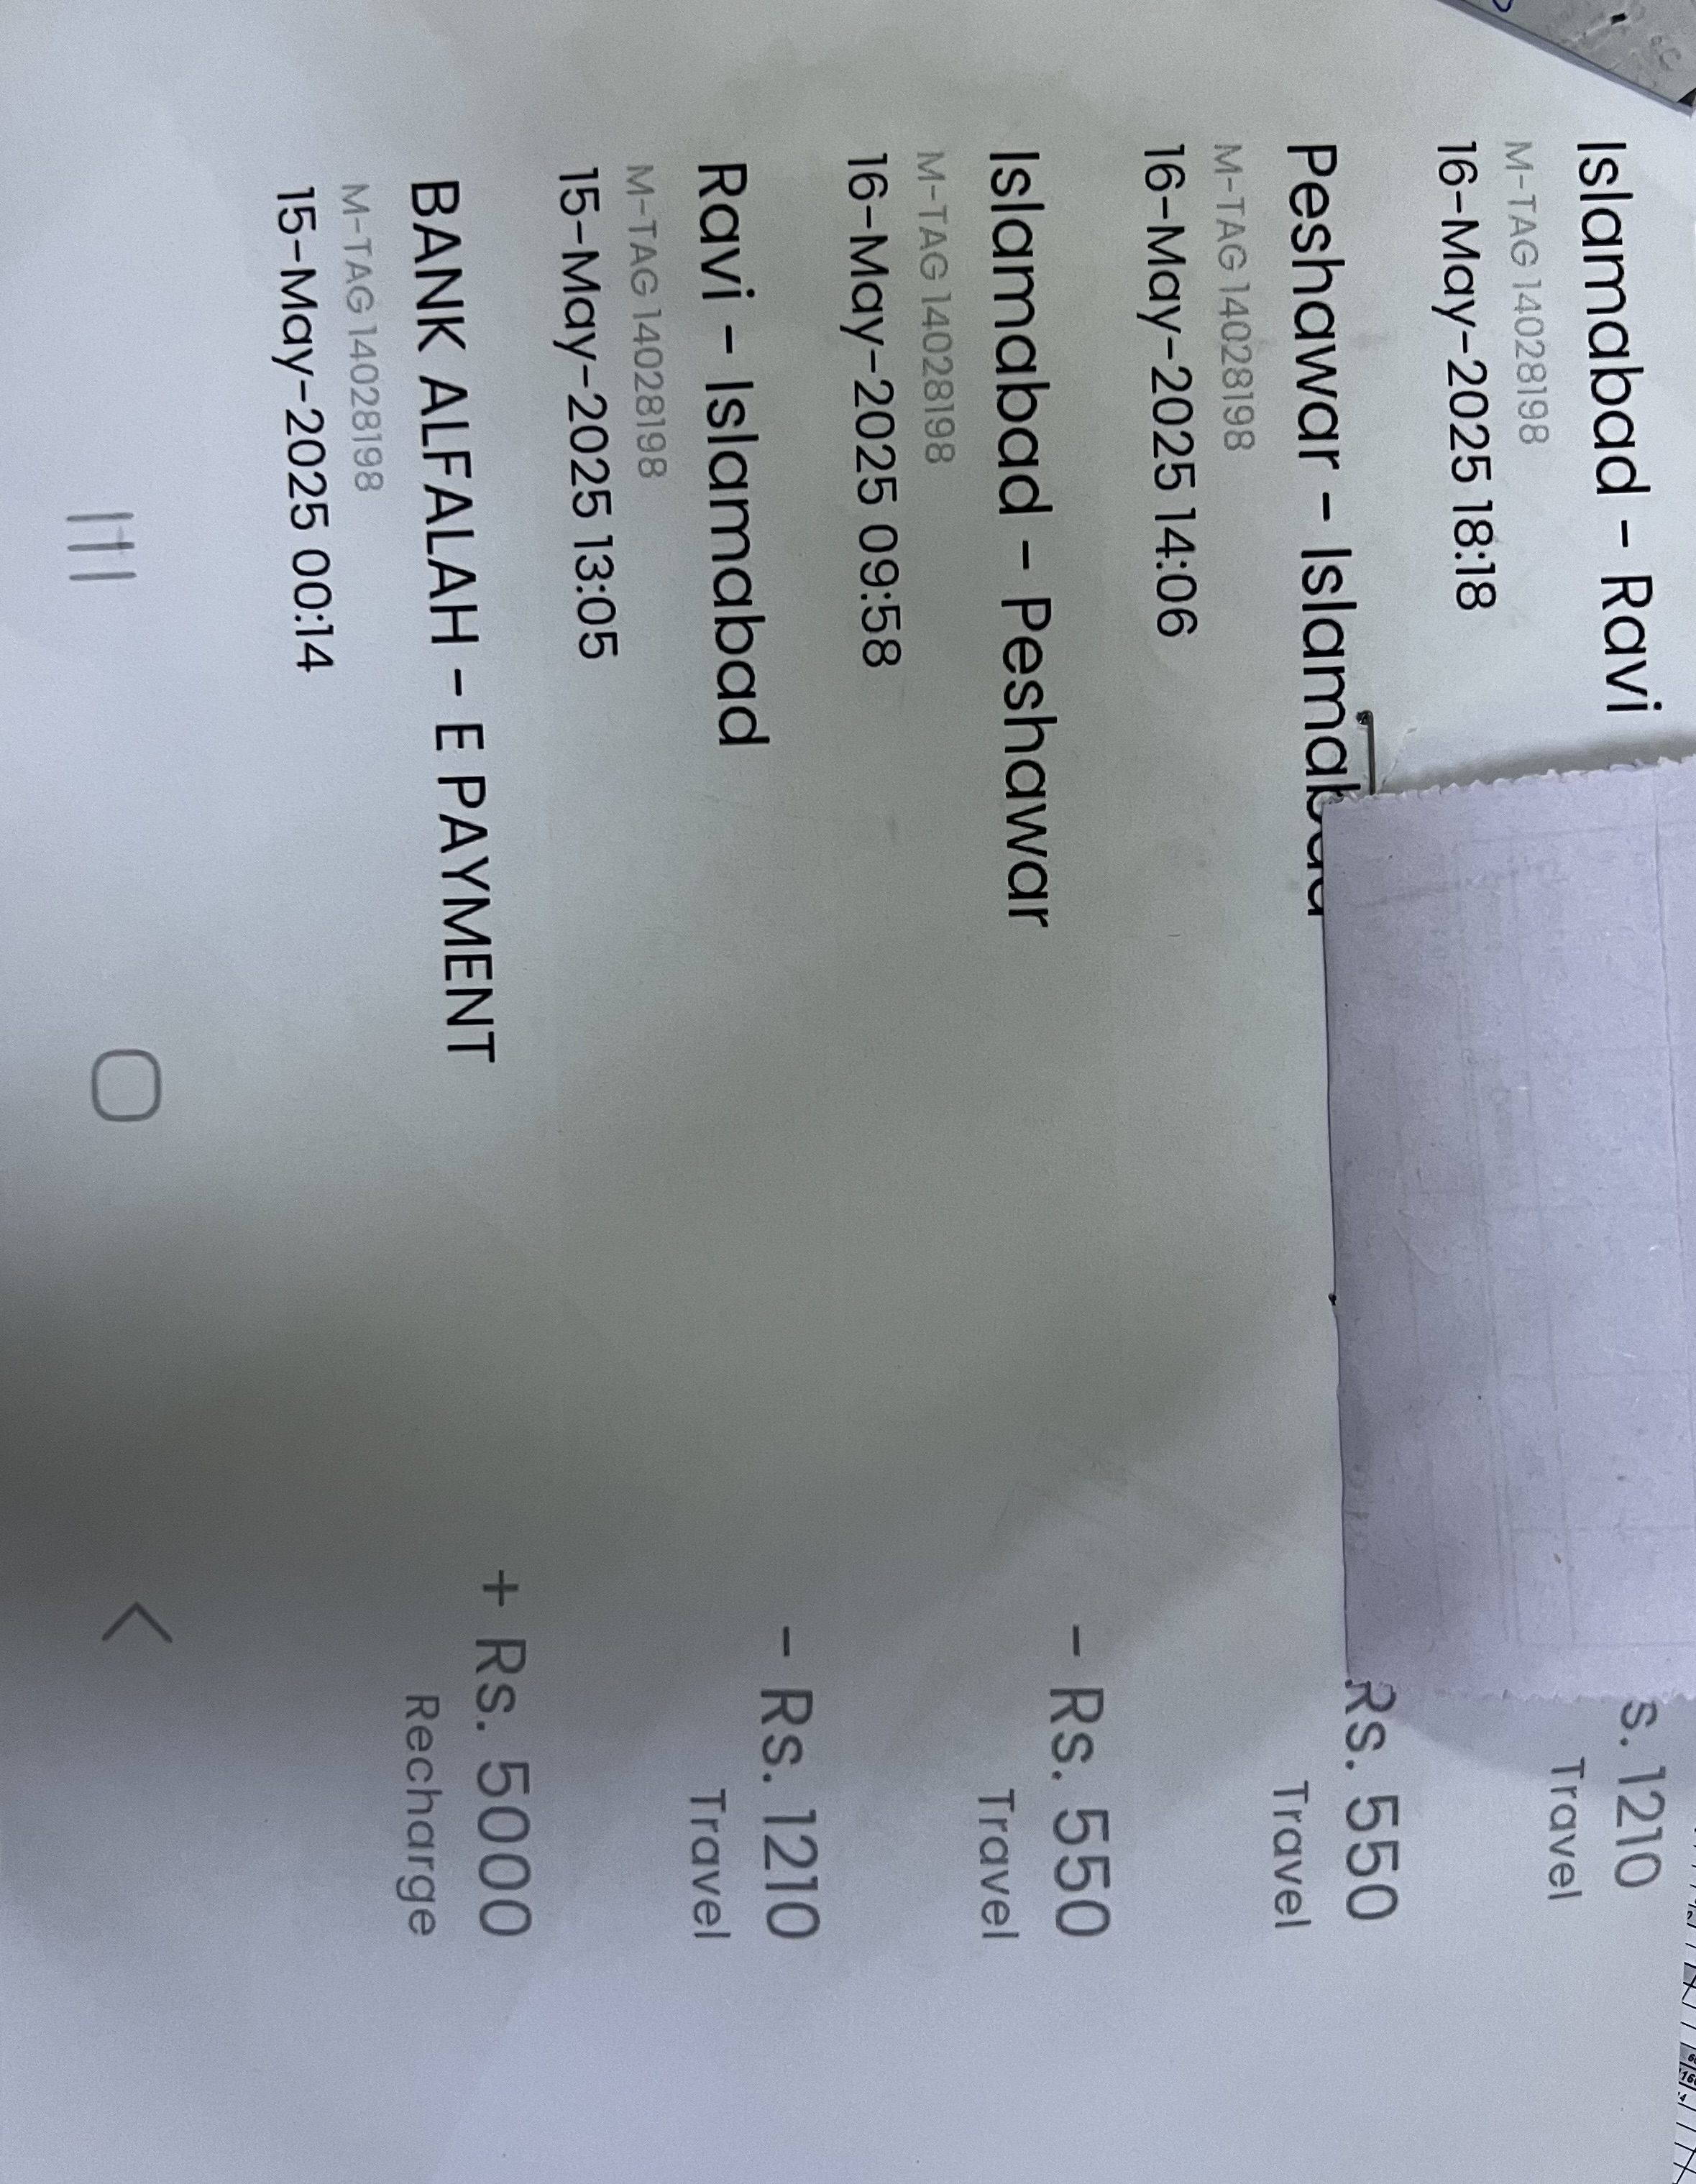 Islamabad - Ravi
s. 1210
M-TAG 14028198
Travel
16-May-2025 18:18
Peshawar - Islamabad
Rs. 550
M-TAG 14028198
Travel
16-May-2025 14:06
Islamabad - Peshawar
- Rs. 550
M-TAG 14028198
Travel
16-May-2025 09:58
Ravi - Islamabad
- Rs. 1210
M-TAG 14028198
Travel
15-May-2025 13:05
BANK ALFALAH - E PAYMENT
+ Rs. 5000
M-TAG 14028198
Recharge
15-May-2025 00:14